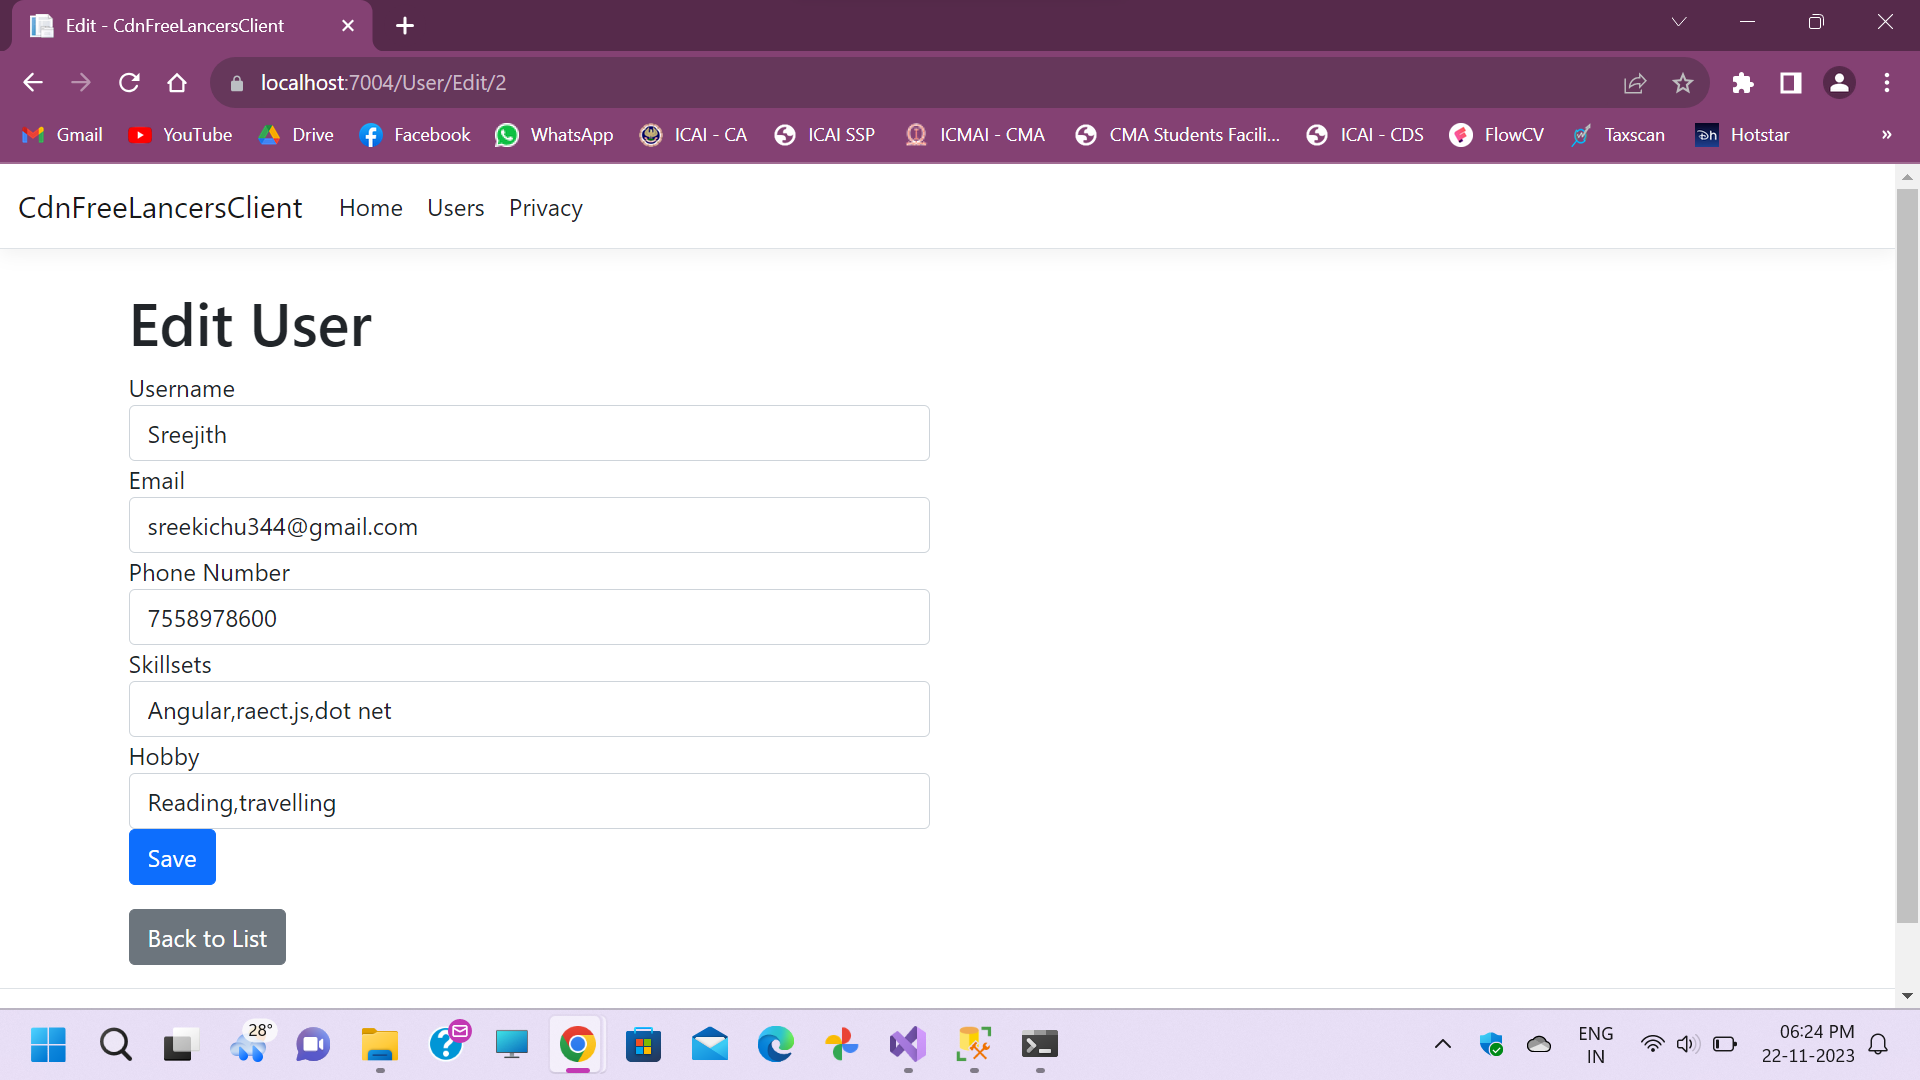 Edit - CdnFreeLancersClient
localhost:7004/User/Edit/2
Gmail YouTube Drive Facebook WhatsApp ICAI - CA ICAI SSP ICMAI - CMA CMA Students Facili... ICAI - CDS FlowCV Taxscan Hotstar »
CdnFreeLancersClient Home Users Privacy
Edit User
Username
Sreejith
Email
sreekichu344@gmail.com
Phone Number
7558978600
Skillsets
Angular,raect.js,dot net
Hobby
Reading,travelling
Save
Back to List
28°
ENG
IN
06:24 PM
22-11-2023